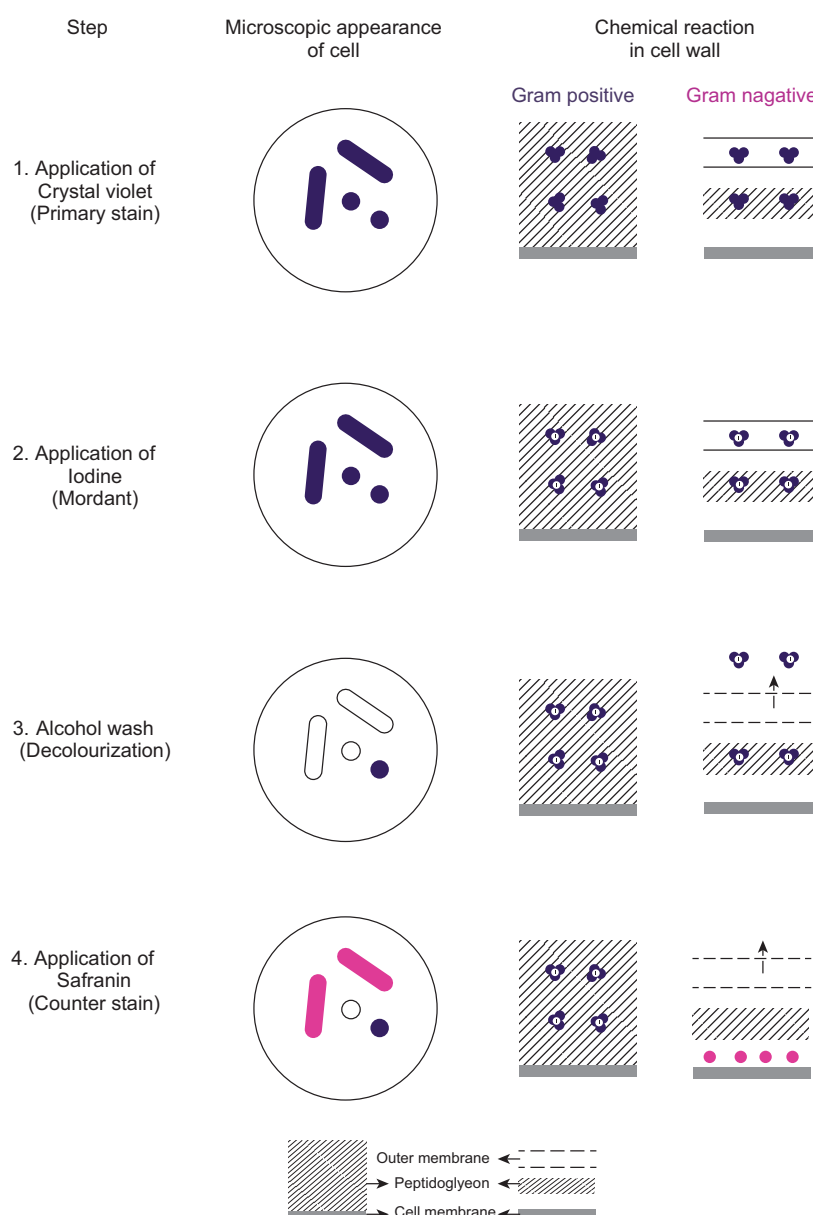 Step
Microscopic appearance
of cell
Chemical reaction
in cell wall
Gram positive
Gram nagative
1. Application of
Crystal violet
(Primary stain)
2. Application of
Iodine
(Mordant)
3. Alcohol wash
(Decolourization)
4. Application of
Safranin
(Counter stain)
Outer membrane
Peptidoglyeon
Cell membrane